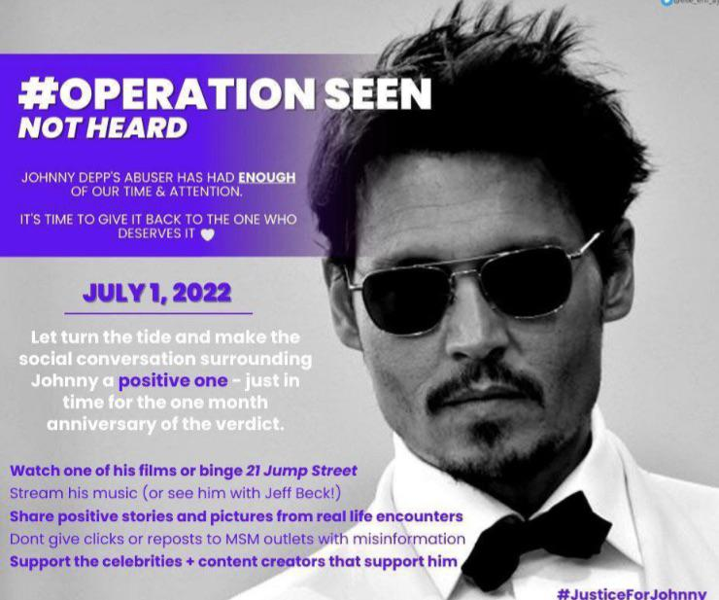 #OPERATION SEEN
NOT HEARD
JOHNNY DEPP'S ABUSER HAS HAD ENOUGH
OF OUR TIME & ATTENTION.
IT'S TIME TO GIVE IT BACK TO THE ONE WHO
DESERVES IT
JULY 1, 2022
Let turn the tide and make the
social conversation surrounding
Johnny a positive one - just in
time for the one month
anniversary of the verdict.
Watch one of his films or binge 21 Jump Street
Stream his music (or see him with Jeff Beck!)
Share positive stories and pictures from real life encounters
Dont give clicks or reposts to MSM outlets with misinformation
Support the celebrities + content creators that support him
#JusticeForJohnny